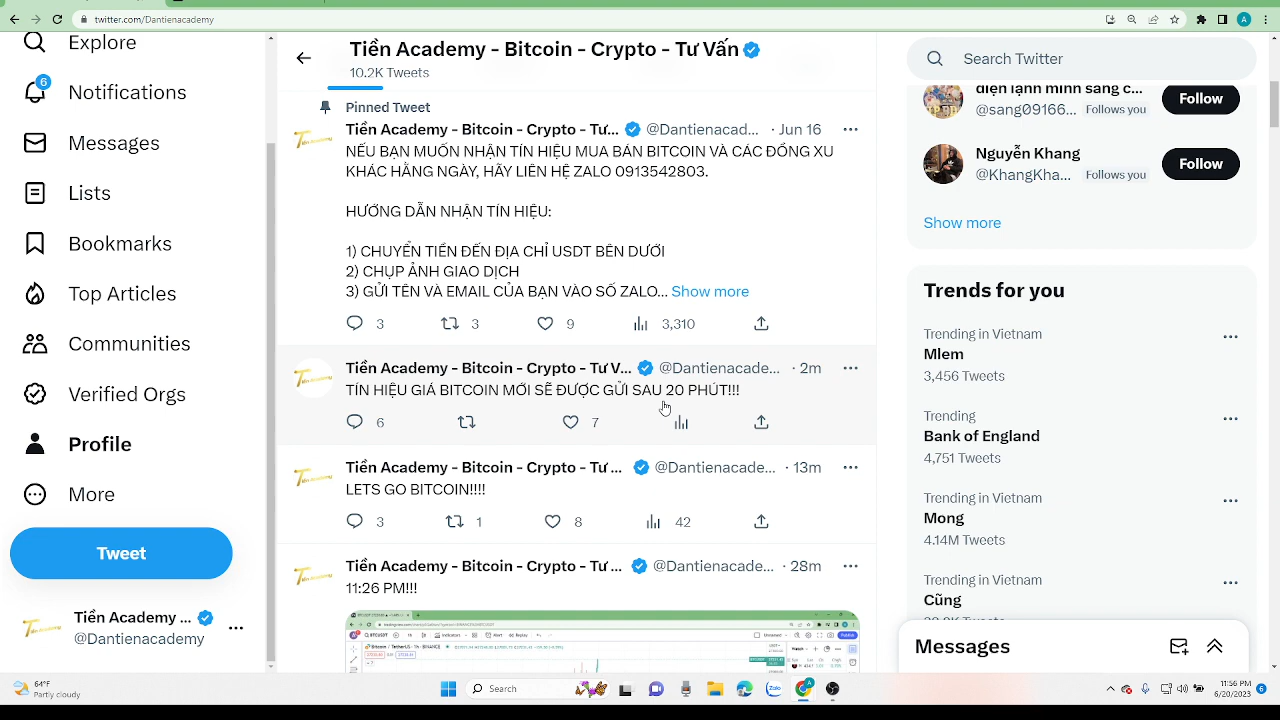 twitter.com/Dantienacademy
Explore
6
Notifications
Messages
Lists
Bookmarks
Top Articles
Communities
Verified Orgs
Profile
More
Tweet
Tiền Academy ...
@Dantienacademy
Tiền Academy - Bitcoin - Crypto - Tư Vấn
10.2K Tweets
Pinned Tweet
Tiền Academy - Bitcoin - Crypto - Tư... @Dantienacad... · Jun 16
NẾU BẠN MUỐN NHẬN TÍN HIỆU MUA BÁN BITCOIN VÀ CÁC ĐỒNG XU
KHÁC HẰNG NGÀY, HÃY LIÊN HỆ ZALO 0913542803.
HƯỚNG DẪN NHẬN TÍN HIỆU:
1) CHUYỂN TIỀN ĐẾN ĐỊA CHỈ USDT BÊN DƯỚI
2) CHỤP ẢNH GIAO DỊCH
3) GỬI TÊN VÀ EMAIL CỦA BẠN VÀO SỐ ZALO... Show more
3 3 9 3,310
Tiền Academy - Bitcoin - Crypto - Tư V... @Dantienacade... · 2m
TÍN HIỆU GIÁ BITCOIN MỚI SẼ ĐƯỢC GỬI SAU 20 PHÚT!!!
6 7
Tiền Academy - Bitcoin - Crypto - Tư ... @Dantienacade... · 13m
LETS GO BITCOIN!!!!
3 1 8 42
Tiền Academy - Bitcoin - Crypto - Tư ... @Dantienacade... · 28m
11:26 PM!!!
Search Twitter
điện lạnh minh sang c...
@sang09166... Follows you
Follow
Nguyễn Khang
@KhangKha... Follows you
Follow
Show more
Trends for you
Trending in Vietnam
Mlem
3,456 Tweets
Trending
Bank of England
4,751 Tweets
Trending in Vietnam
Mong
4.14M Tweets
Trending in Vietnam
Cũng
Messages
64°F
Partly cloudy
Search
Zalo
11:56 PM
6/20/2023
6